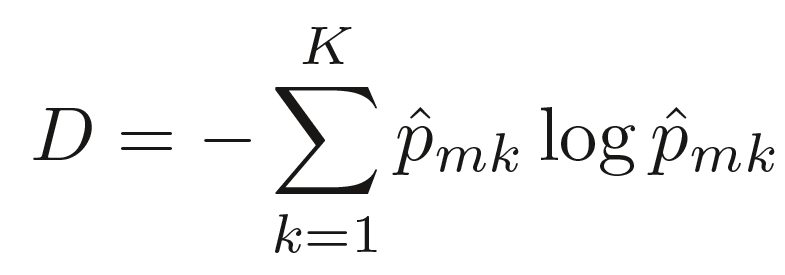 D = -\sum_{k=1}^{K} \hat{p}_{mk} \log \hat{p}_{mk}